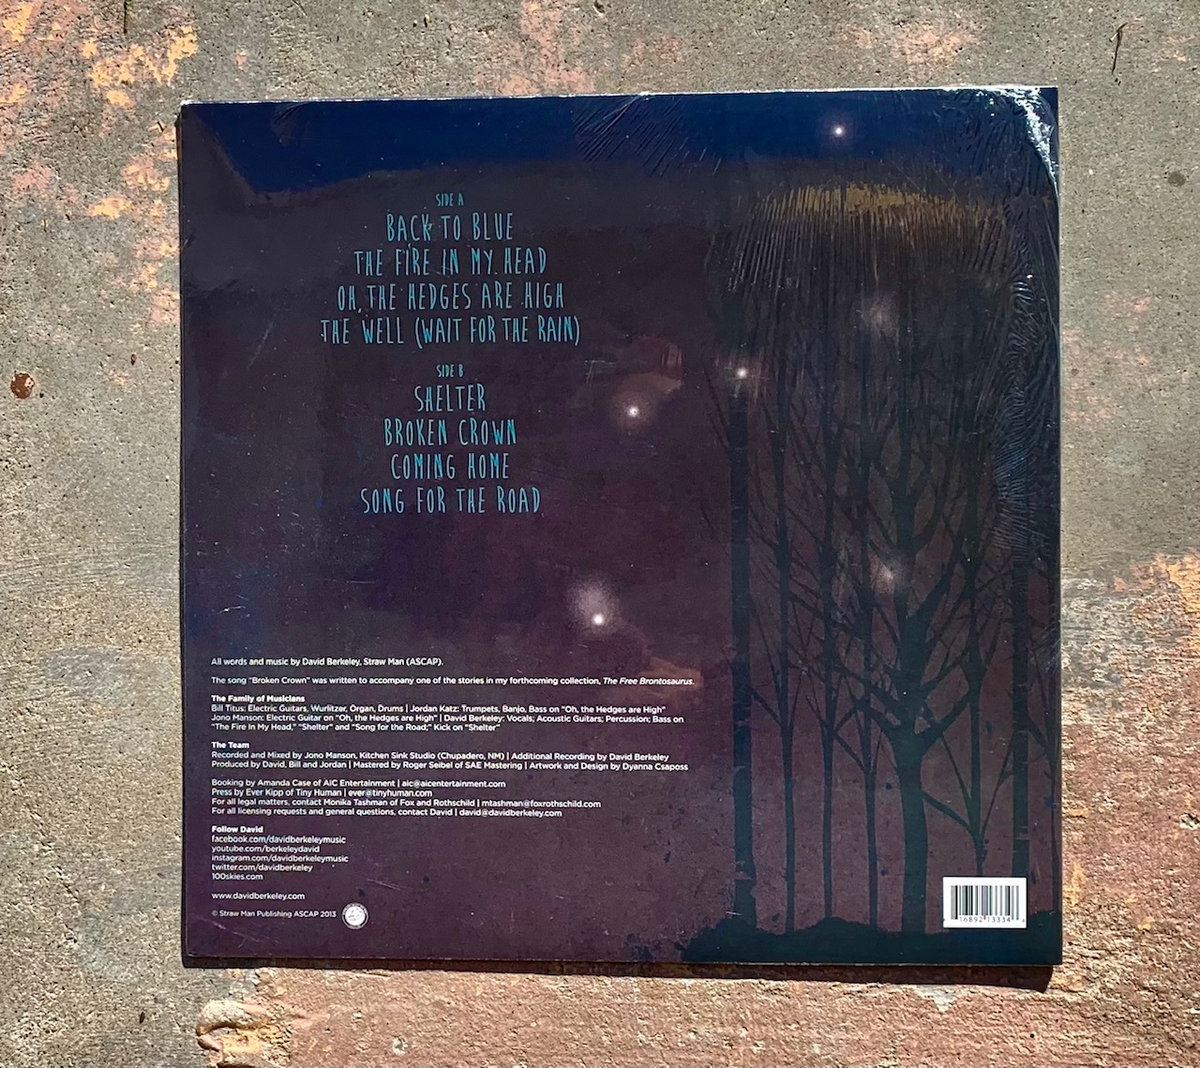 SIDE A
BACK TO BLUE
THE FIRE IN MY HEAD
OH, THE HEDGES ARE HIGH
THE WELL (WAIT FOR THE RAIN)
SIDE B
SHELTER
BROKEN CROWN
COMING HOME
SONG FOR THE ROAD
All words and music by David Berkeley, Straw Man (ASCAP).
The song "Broken Crown" was written to accompany one of the stories in my forthcoming collection, The Free Brontosaurus.
The Family of Musicians
Bill Titus: Electric Guitars, Wurlitzer, Organ, Drums | Jordan Katz: Trumpets, Banjo, Bass on "Oh, the Hedges are High"
Jono Manson: Electric Guitar on "Oh, the Hedges are High" | David Berkeley: Vocals; Acoustic Guitars; Percussion; Bass on
"The Fire In My Head," "Shelter" and "Song for the Road;" Kick on "Shelter"
The Team
Recorded and Mixed by Jono Manson, Kitchen Sink Studio (Chupadero, NM) | Additional Recording by David Berkeley
Produced by David, Bill and Jordan | Mastered by Roger Seibel of SAE Mastering | Artwork and Design by Dyanna Csaposs
Booking by Amanda Case of AIC Entertainment | aic@aicentertainment.com
Press by Ever Kipp of Tiny Human | ever@tinyhuman.com
For all legal matters, contact Monika Tashman of Fox and Rothschild | mtashman@foxrothschild.com
For all licensing requests and general questions, contact David | david@davidberkeley.com
Follow David
facebook.com/davidberkeleymusic
youtube.com/berkeleydavid
instagram.com/davidberkeleymusic
twitter.com/davidberkeley
100skies.com
www.davidberkeley.com
© Straw Man Publishing ASCAP 2013
16892 13334 4